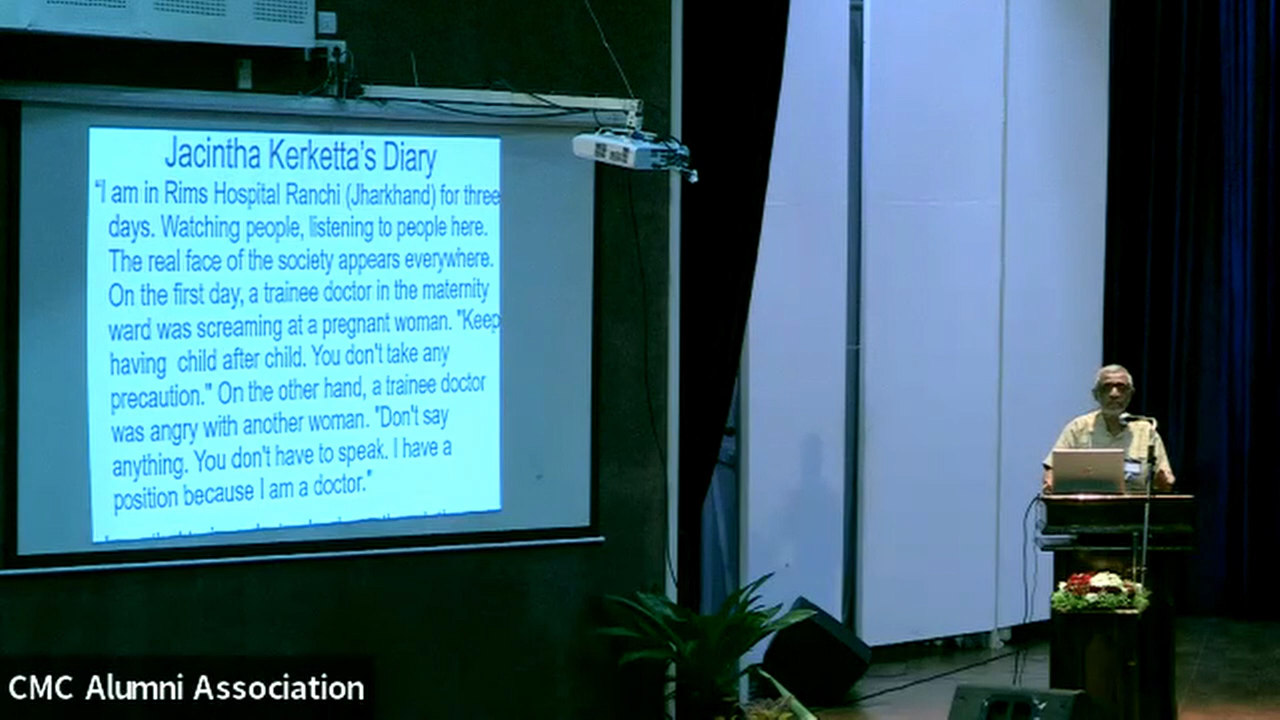 Jacintha Kerketta's Diary
"I am in Rims Hospital Ranchi (Jharkhand) for three
days. Watching people, listening to people here.
The real face of the society appears everywhere.
On the first day, a trainee doctor in the maternity
ward was screaming at a pregnant woman. "Keep
having child after child. You don't take any
precaution." On the other hand, a trainee doctor
was angry with another woman. "Don't say
anything. You don't have to speak. I have a
position because I am a doctor."
CMC Alumni Association